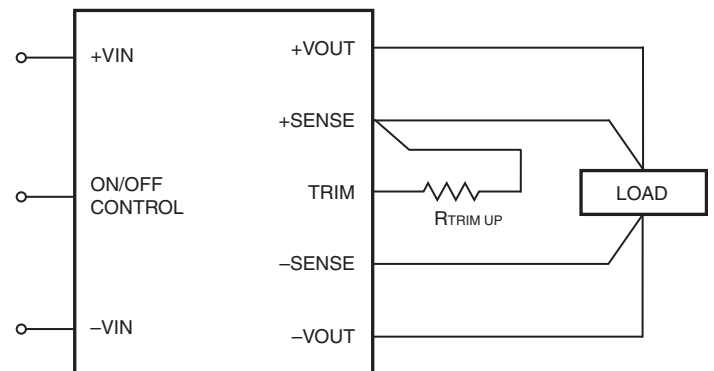 +VIN
ON/OFF
CONTROL
–VIN
+VOUT
+SENSE
TRIM
–SENSE
–VOUT
RTRIM UP
LOAD